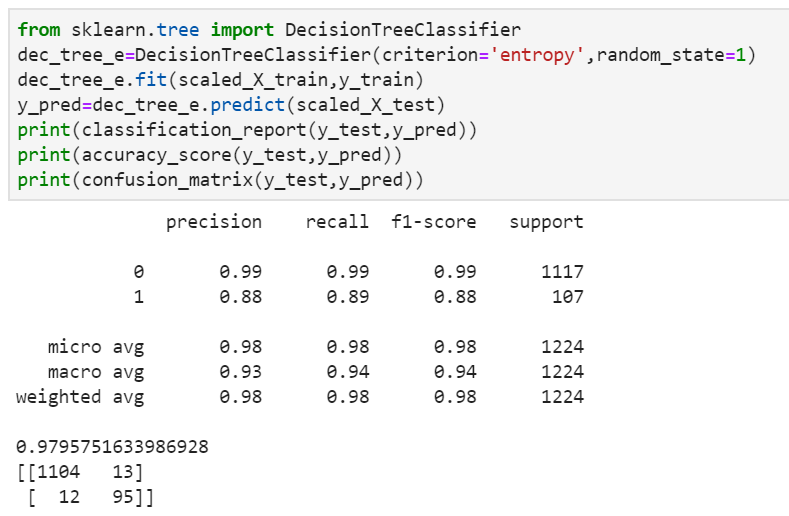 from sklearn.tree import DecisionTreeClassifier
dec_tree_e=DecisionTreeClassifier(criterion='entropy',random_state=1)
dec_tree_e.fit(scaled_X_train,y_train)
y_pred=dec_tree_e.predict(scaled_X_test)
print(classification_report(y_test,y_pred))
print(accuracy_score(y_test,y_pred))
print(confusion_matrix(y_test,y_pred))
precision recall f1-score support
0 0.99 0.99 0.99 1117
1 0.88 0.89 0.88 107
micro avg 0.98 0.98 0.98 1224
macro avg 0.93 0.94 0.94 1224
weighted avg 0.98 0.98 0.98 1224
0.9795751633986928
[[1104 13]
[ 12 95]]